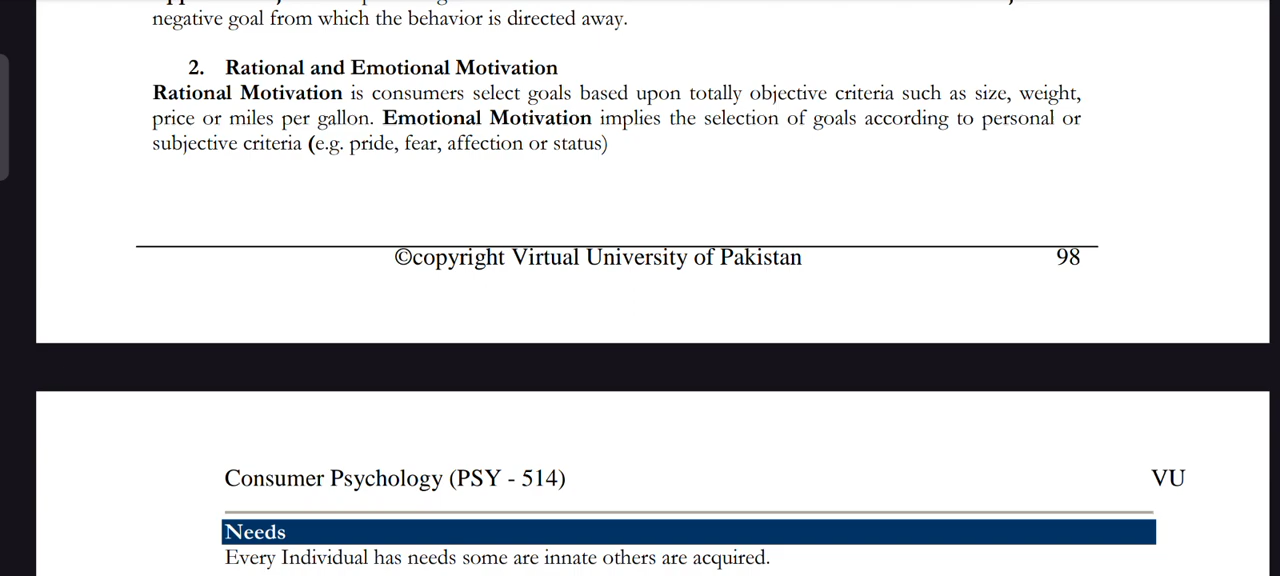 negative goal from which the behavior is directed away.
2. Rational and Emotional Motivation
Rational Motivation is consumers select goals based upon totally objective criteria such as size, weight,
price or miles per gallon. Emotional Motivation implies the selection of goals according to personal or
subjective criteria (e.g. pride, fear, affection or status)
©copyright Virtual University of Pakistan 98
Consumer Psychology (PSY - 514) VU
Needs
Every Individual has needs some are innate others are acquired.